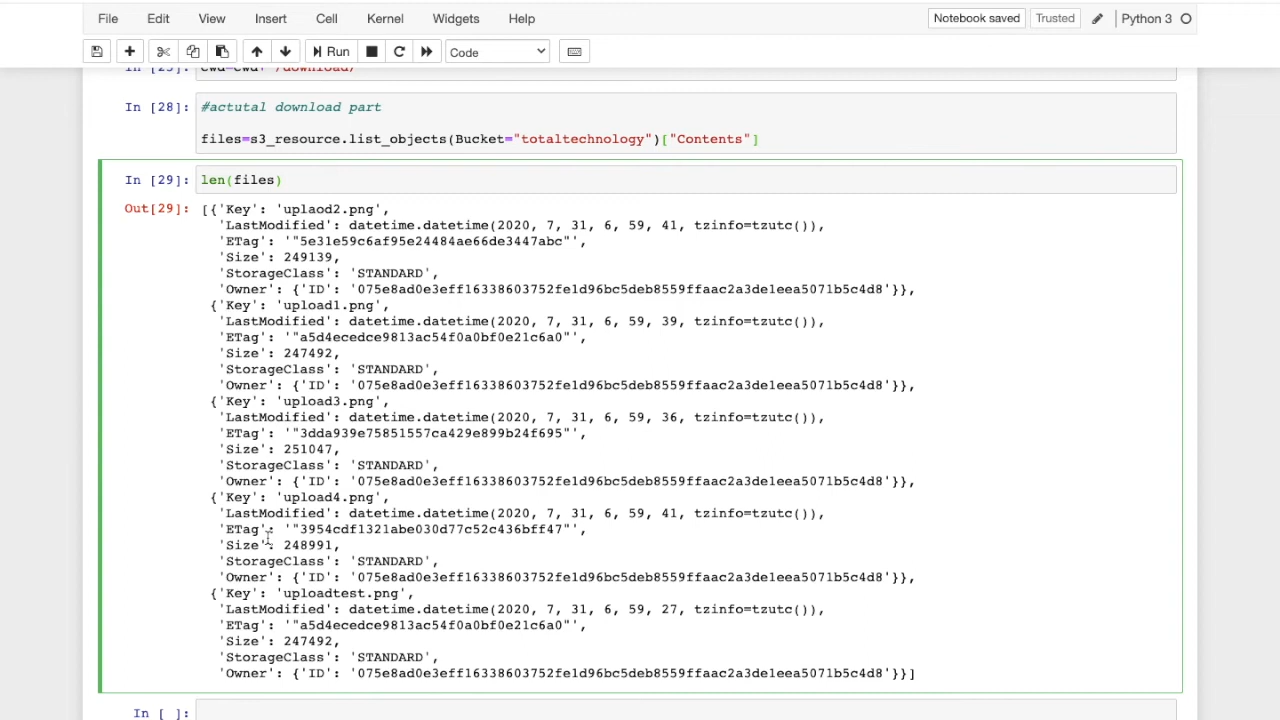 File Edit View Insert Cell Kernel Widgets Help Notebook saved Trusted Python 3
Run Code
In [28]: #actutal download part
files=s3_resource.list_objects(Bucket="totaltechnology")["Contents"]
In [29]: len(files)
Out[29]: [{'Key': 'uplaod2.png',
'LastModified': datetime.datetime(2020, 7, 31, 6, 59, 41, tzinfo=tzutc()),
'ETag': '"5e31e59c6af95e24484ae66de3447abc"',
'Size': 249139,
'StorageClass': 'STANDARD',
'Owner': {'ID': '075e8ad0e3eff16338603752fe1d96bc5deb8559ffaac2a3de1eea5071b5c4d8'}},
{'Key': 'upload1.png',
'LastModified': datetime.datetime(2020, 7, 31, 6, 59, 39, tzinfo=tzutc()),
'ETag': '"a5d4ecedce9813ac54f0a0bf0e21c6a0"',
'Size': 247492,
'StorageClass': 'STANDARD',
'Owner': {'ID': '075e8ad0e3eff16338603752fe1d96bc5deb8559ffaac2a3de1eea5071b5c4d8'}},
{'Key': 'upload3.png',
'LastModified': datetime.datetime(2020, 7, 31, 6, 59, 36, tzinfo=tzutc()),
'ETag': '"3dda939e75851557ca429e899b24f695"',
'Size': 251047,
'StorageClass': 'STANDARD',
'Owner': {'ID': '075e8ad0e3eff16338603752fe1d96bc5deb8559ffaac2a3de1eea5071b5c4d8'}},
{'Key': 'upload4.png',
'LastModified': datetime.datetime(2020, 7, 31, 6, 59, 41, tzinfo=tzutc()),
'ETag': '"3954cdf1321abe030d77c52c436bff47"',
'Size': 248991,
'StorageClass': 'STANDARD',
'Owner': {'ID': '075e8ad0e3eff16338603752fe1d96bc5deb8559ffaac2a3de1eea5071b5c4d8'}},
{'Key': 'uploadtest.png',
'LastModified': datetime.datetime(2020, 7, 31, 6, 59, 27, tzinfo=tzutc()),
'ETag': '"a5d4ecedce9813ac54f0a0bf0e21c6a0"',
'Size': 247492,
'StorageClass': 'STANDARD',
'Owner': {'ID': '075e8ad0e3eff16338603752fe1d96bc5deb8559ffaac2a3de1eea5071b5c4d8'}}]
In [ ]: